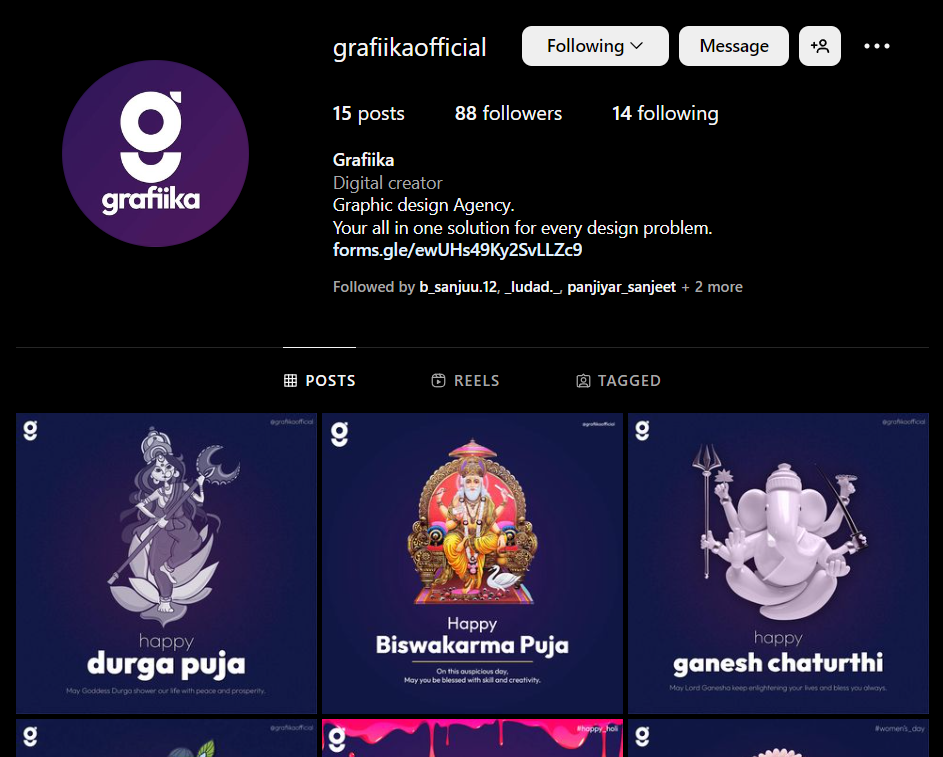 grafiikaofficial
Following
Message
15 posts
88 followers
14 following
g
grafiika
Grafiika
Digital creator
Graphic design Agency.
Your all in one solution for every design problem.
forms.gle/ewUHs49Ky2SvLLZc9
Followed by b_sanjuu.12, _ludad._, panjiyar_sanjeet + 2 more
POSTS
REELS
TAGGED
g
@grafiikaofficial
happy
durga puja
May Goddess Durga shower our life with peace and prosperity.
g
@grafiikaofficial
Happy
Biswakarma Puja
On this auspicious day,
May you be blessed with skill and creativity.
g
@grafiikaofficial
happy
ganesh chaturthi
May Lord Ganesha keep enlightening your lives and bless you always.
g
@grafiikaofficial
g
#happy_holi
g
#women's_day